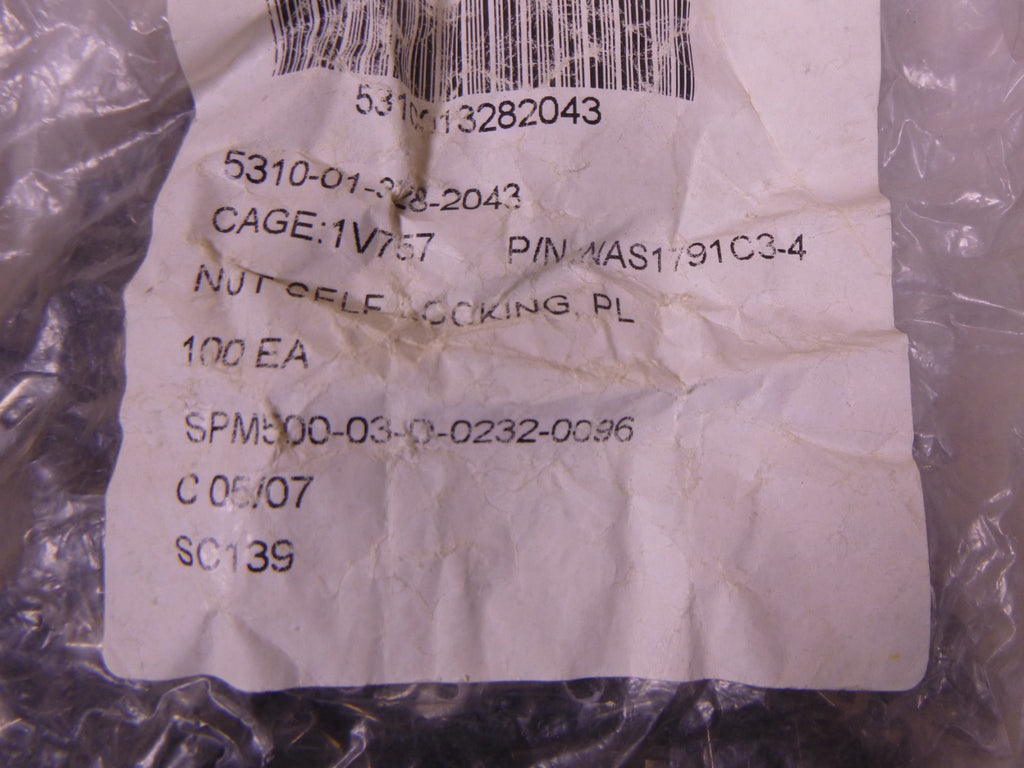 5310013282043
5310-01-328-2043
CAGE:1V757 P/N NAS1791C3-4
NUT SELF LOCKING, PL
100 EA
SPM500-03-D-0232-0096
C 05/07
SC139